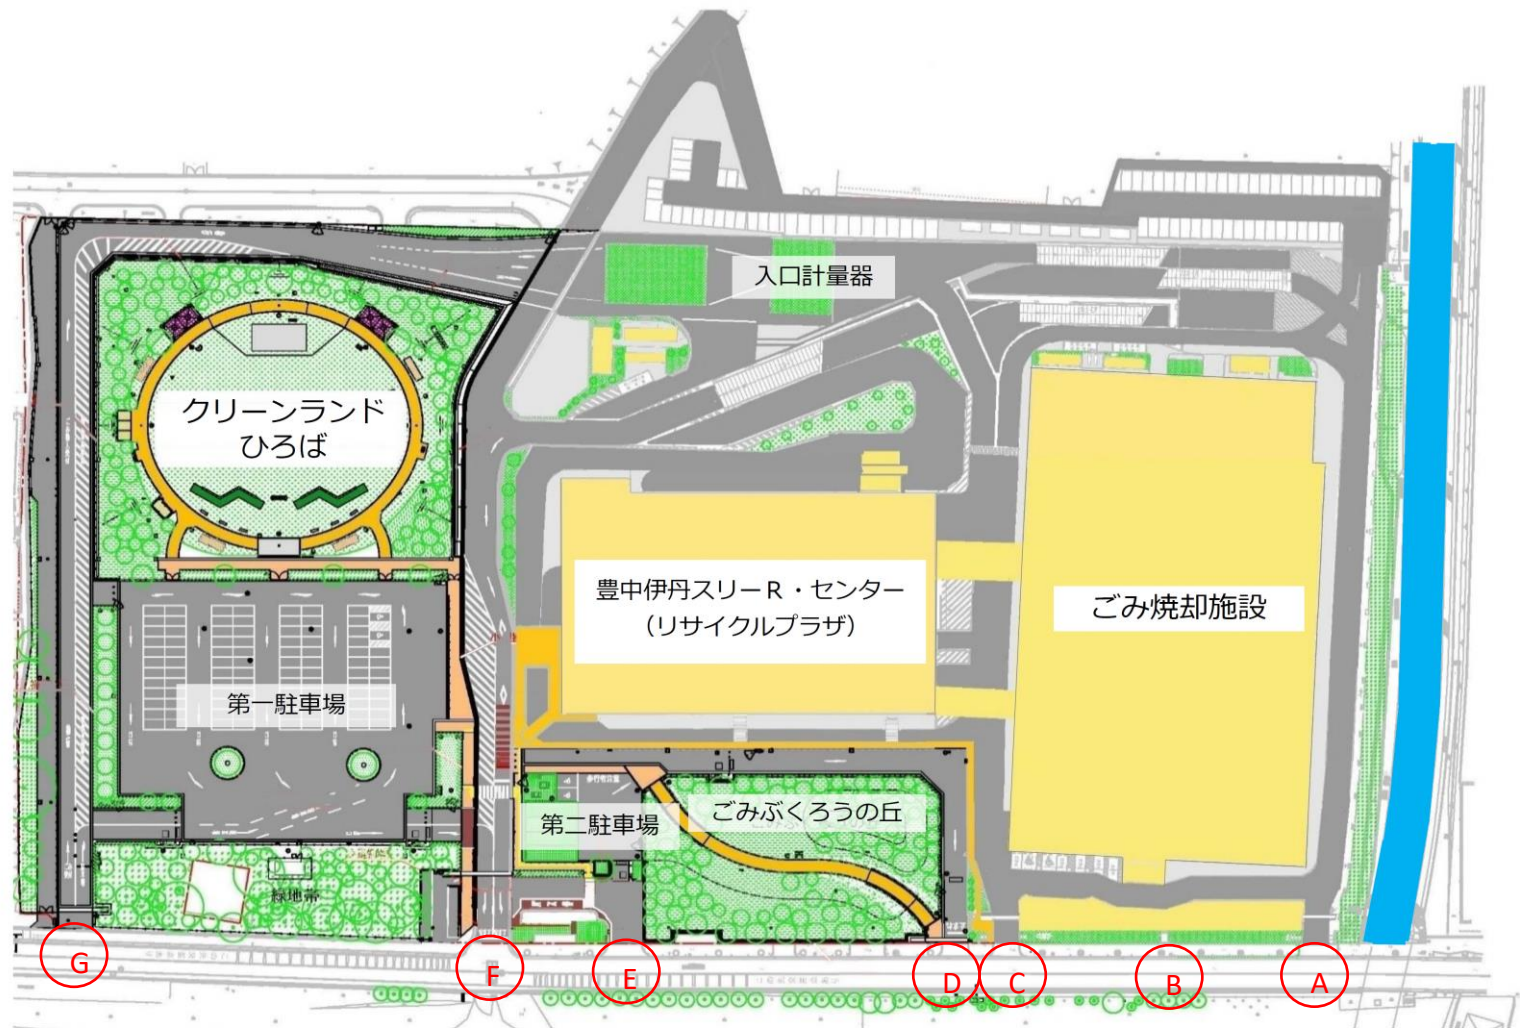 入口計量器
クリーンランド
ひろば
豊中伊丹スリーＲ・センター
（リサイクルプラザ）
ごみ焼却施設
第一駐車場
ごみぶくろうの丘
第二駐車場
緑地帯
G
F
E
D
C
B
A